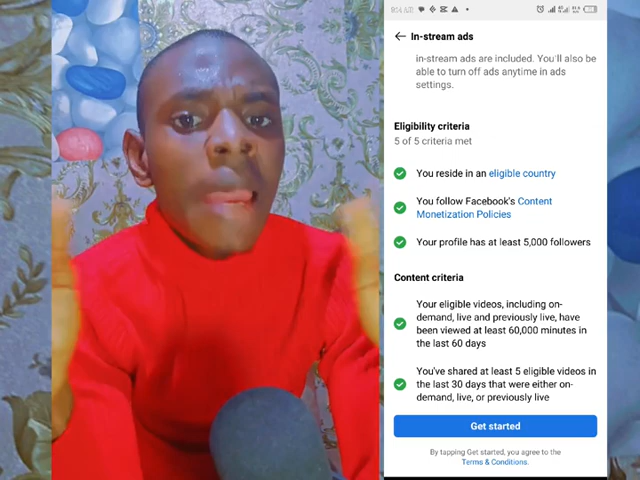 9:14 AM
In-stream ads
in-stream ads are included. You'll also be
able to turn off ads anytime in ads
settings.
Eligibility criteria
5 of 5 criteria met
You reside in an eligible country
You follow Facebook's Content
Monetization Policies
Your profile has at least 5,000 followers
Content criteria
Your eligible videos, including on-
demand, live and previously live, have
been viewed at least 60,000 minutes in
the last 60 days
You've shared at least 5 eligible videos in
the last 30 days that were either on-
demand, live, or previously live
Get started
By tapping Get started, you agree to the
Terms & Conditions.